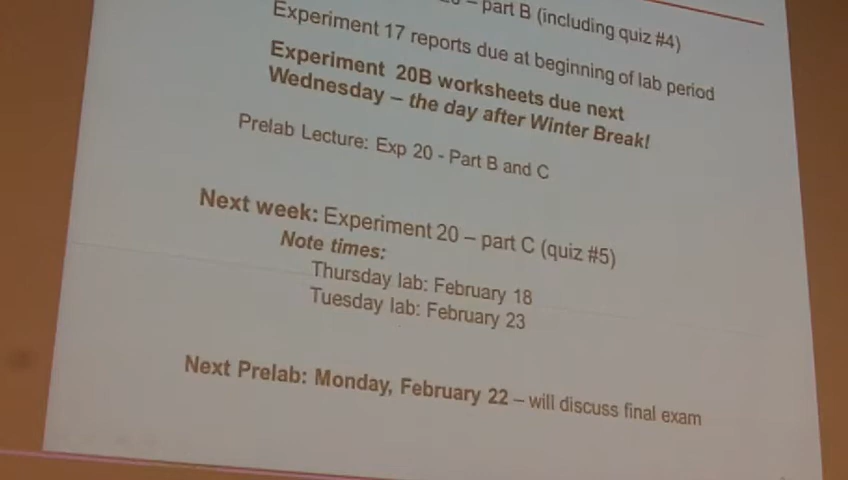 – part B (including quiz #4)
Experiment 17 reports due at beginning of lab period
Experiment 20B worksheets due next
Wednesday – the day after Winter Break!
Prelab Lecture: Exp 20 - Part B and C
Next week: Experiment 20 – part C (quiz #5)
Note times:
Thursday lab: February 18
Tuesday lab: February 23
Next Prelab: Monday, February 22 – will discuss final exam